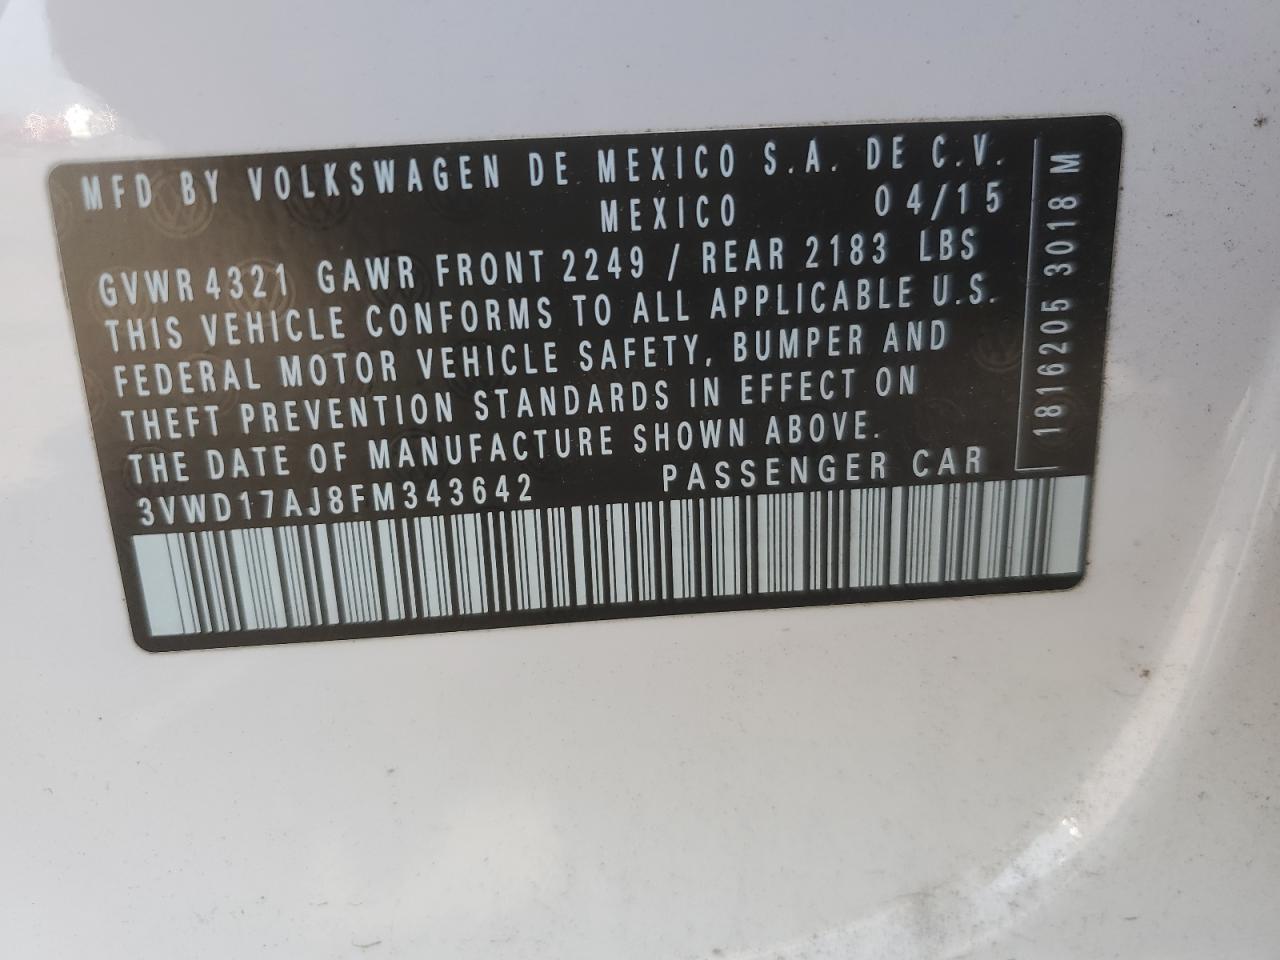 MFD BY VOLKSWAGEN DE MEXICO S.A. DE C.V.
MEXICO 04/15
GVWR 4321 GAWR FRONT 2249 / REAR 2183 LBS
THIS VEHICLE CONFORMS TO ALL APPLICABLE U.S.
FEDERAL MOTOR VEHICLE SAFETY, BUMPER AND
THEFT PREVENTION STANDARDS IN EFFECT ON
THE DATE OF MANUFACTURE SHOWN ABOVE.
3VWD17AJ8FM343642 PASSENGER CAR
1816205 3018 M